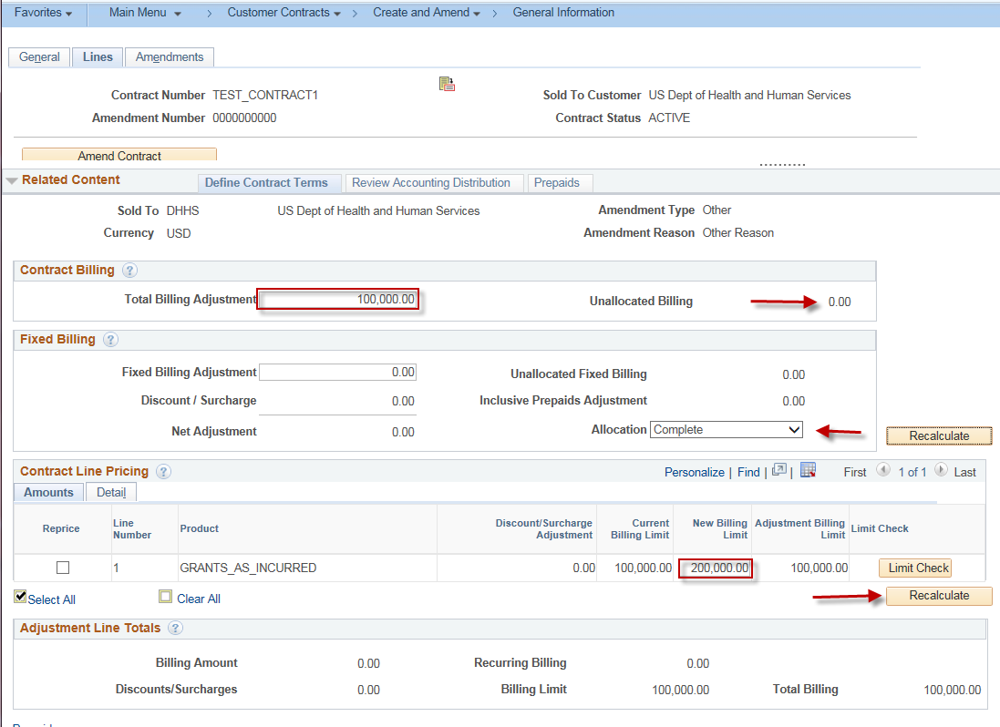 Favorites Main Menu > Customer Contracts > Create and Amend > General Information
General Lines Amendments
Contract Number TEST_CONTRACT1 Sold To Customer US Dept of Health and Human Services
Amendment Number 0000000000 Contract Status ACTIVE
Amend Contract
Related Content Define Contract Terms Review Accounting Distribution Prepaids
Sold To DHHS US Dept of Health and Human Services Amendment Type Other
Currency USD Amendment Reason Other Reason
Contract Billing ?
Total Billing Adjustment 100,000.00 Unallocated Billing 0.00
Fixed Billing ?
Fixed Billing Adjustment 0.00 Unallocated Fixed Billing 0.00
Discount / Surcharge 0.00 Inclusive Prepaids Adjustment 0.00
Net Adjustment 0.00 Allocation Complete Recalculate
Contract Line Pricing ? Personalize | Find | | First 1 of 1 Last
Amounts Detail
Reprice Line Number Product Discount/Surcharge Adjustment Current Billing Limit New Billing Limit Adjustment Billing Limit Limit Check
1 GRANTS_AS_INCURRED 0.00 100,000.00 200,000.00 100,000.00 Limit Check
Select All Clear All Recalculate
Adjustment Line Totals ?
Billing Amount 0.00 Recurring Billing 0.00
Discounts/Surcharges 0.00 Billing Limit 100,000.00 Total Billing 100,000.00